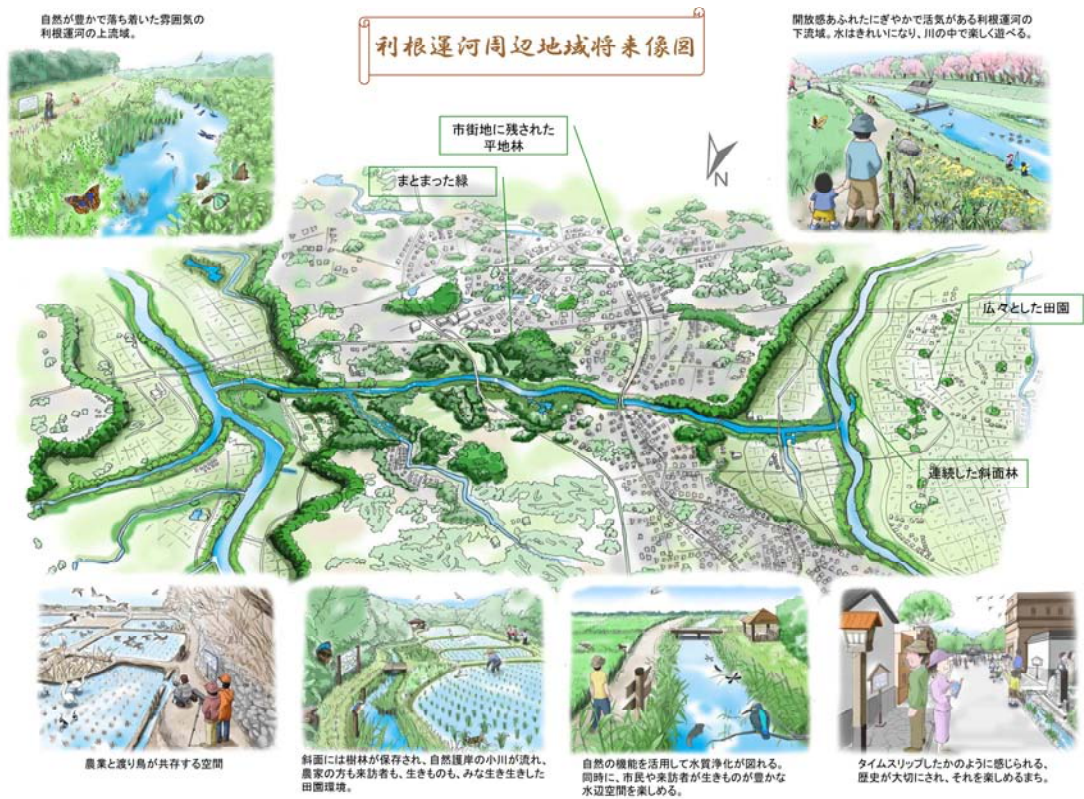 自然が豊かで落ち着いた雰囲気の
利根運河の上流域。
利根運河周辺地域将来像図
開放感あふれたにぎやかで活気がある利根運河の
下流域。水はきれいになり、川の中で楽しく遊べる。
市街地に残された
平地林
まとまった緑
N
広々とした田園
連続した斜面林
農業と渡り鳥が共存する空間
斜面には樹林が保存され、自然護岸の小川が流れ、
農家の方も来訪者も、生きものも、みな生き生きした
田園環境。
自然の機能を活用して水質浄化が図れる。
同時に、市民や来訪者が生きものが豊かな
水辺空間を楽しめる。
タイムスリップしたかのように感じられる、
歴史が大切にされ、それを楽しめるまち。